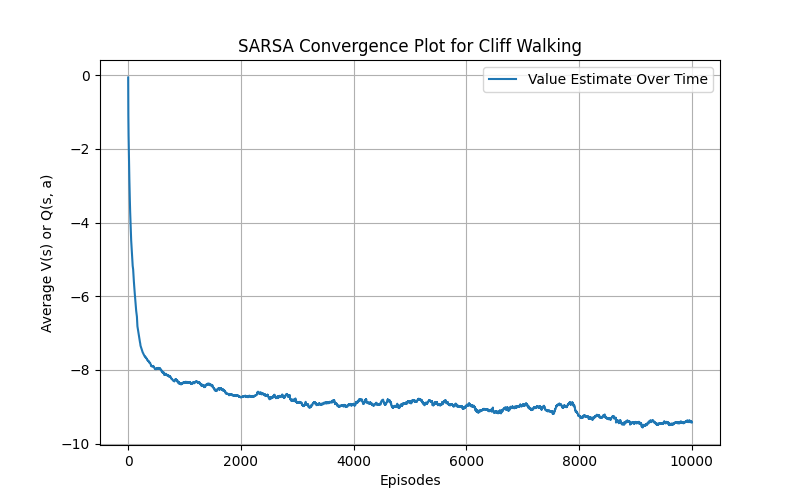 SARSA Convergence Plot for Cliff Walking
Value Estimate Over Time
Average V(s) or Q(s, a)
0
−2
−4
−6
−8
−10
0 2000 4000 6000 8000 10000
Episodes